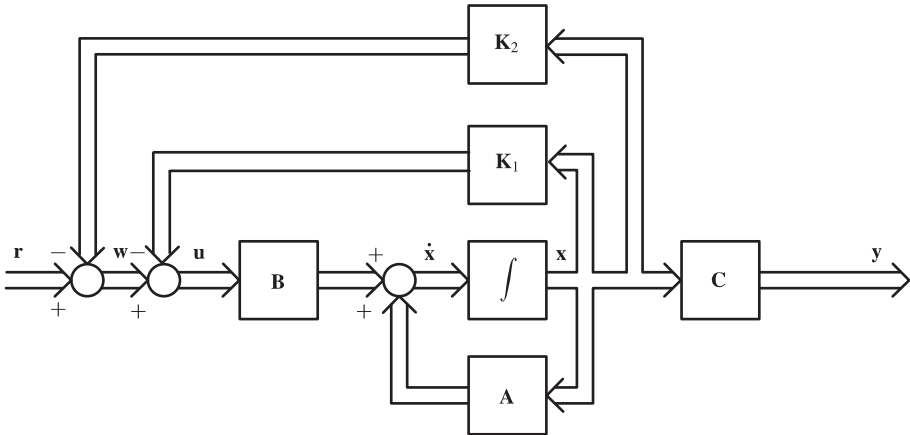 K₂
K₁
r − w − u + ẋ x y
B ∫ C
+ + +
A